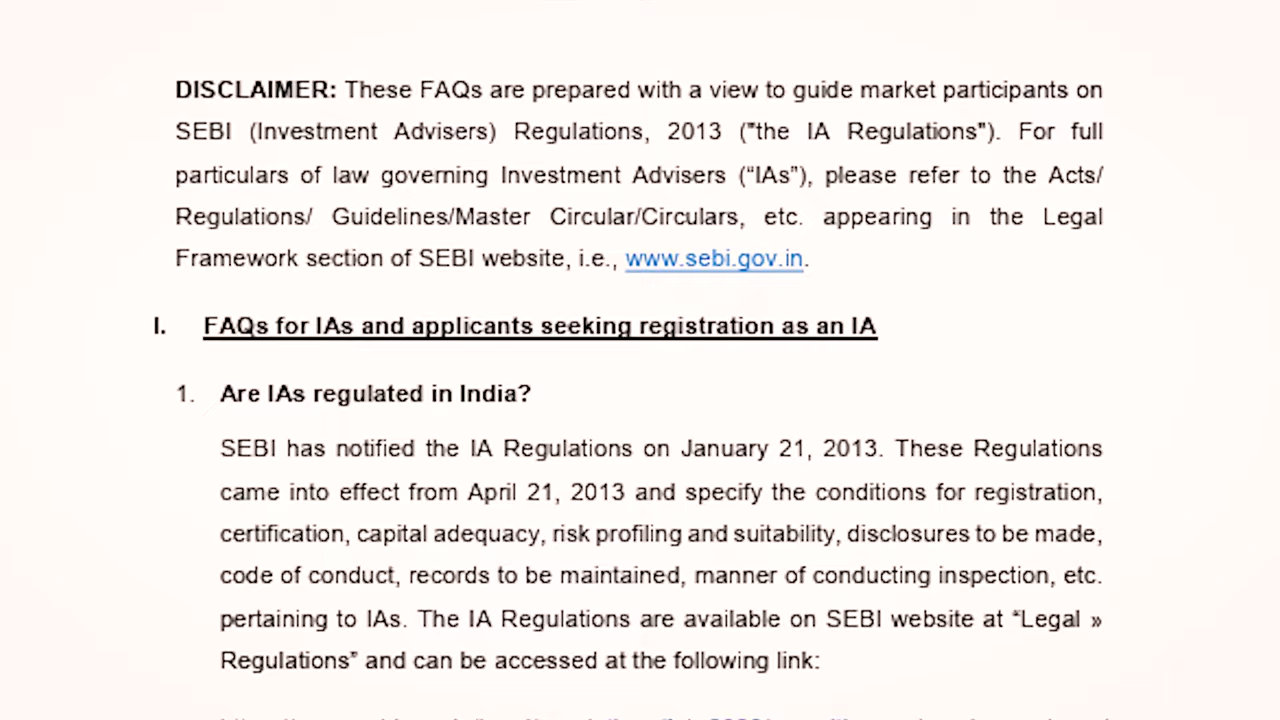 DISCLAIMER: These FAQs are prepared with a view to guide market participants on
SEBI (Investment Advisers) Regulations, 2013 ("the IA Regulations"). For full
particulars of law governing Investment Advisers (“IAs”), please refer to the Acts/
Regulations/ Guidelines/Master Circular/Circulars, etc. appearing in the Legal
Framework section of SEBI website, i.e., www.sebi.gov.in.
I. FAQs for IAs and applicants seeking registration as an IA
1. Are IAs regulated in India?
SEBI has notified the IA Regulations on January 21, 2013. These Regulations
came into effect from April 21, 2013 and specify the conditions for registration,
certification, capital adequacy, risk profiling and suitability, disclosures to be made,
code of conduct, records to be maintained, manner of conducting inspection, etc.
pertaining to IAs. The IA Regulations are available on SEBI website at “Legal »
Regulations” and can be accessed at the following link: